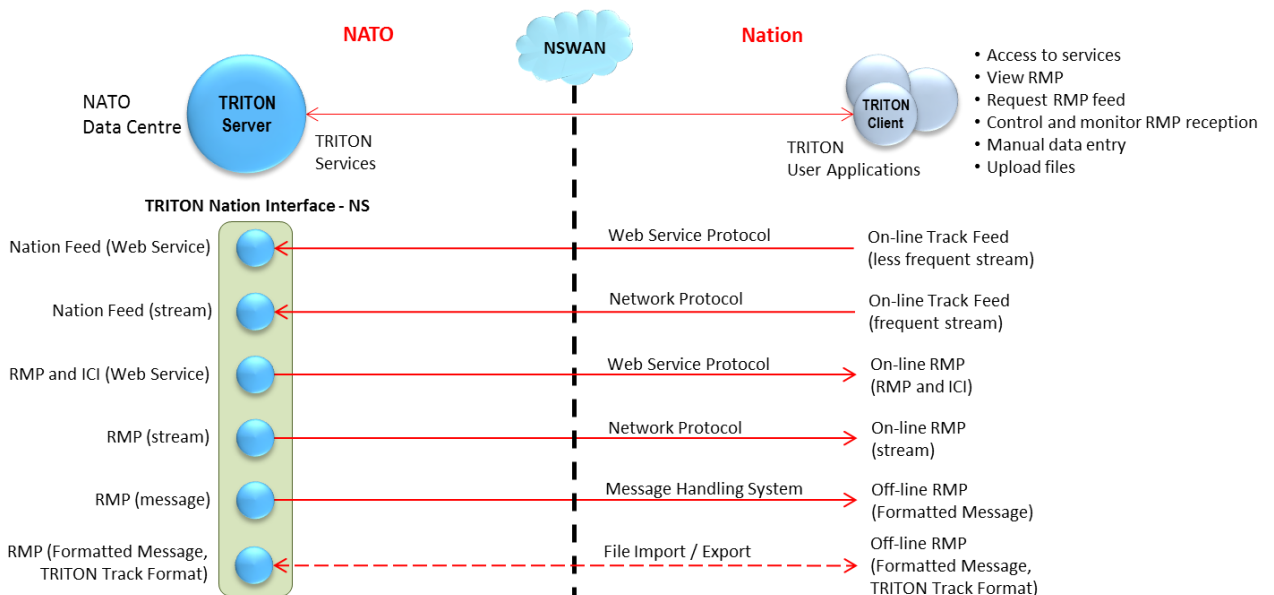 NATO
NSWAN
Nation
NATO
Data Centre
TRITON
Server
TRITON
Services
TRITON
Client
TRITON
User Applications
• Access to services
• View RMP
• Request RMP feed
• Control and monitor RMP reception
• Manual data entry
• Upload files
TRITON Nation Interface - NS
Nation Feed (Web Service)
Web Service Protocol
On-line Track Feed
(less frequent stream)
Nation Feed (stream)
Network Protocol
On-line Track Feed
(frequent stream)
RMP and ICI (Web Service)
Web Service Protocol
On-line RMP
(RMP and ICI)
RMP (stream)
Network Protocol
On-line RMP
(stream)
RMP (message)
Message Handling System
Off-line RMP
(Formatted Message)
RMP (Formatted Message,
TRITON Track Format)
File Import / Export
Off-line RMP
(Formatted Message,
TRITON Track Format)